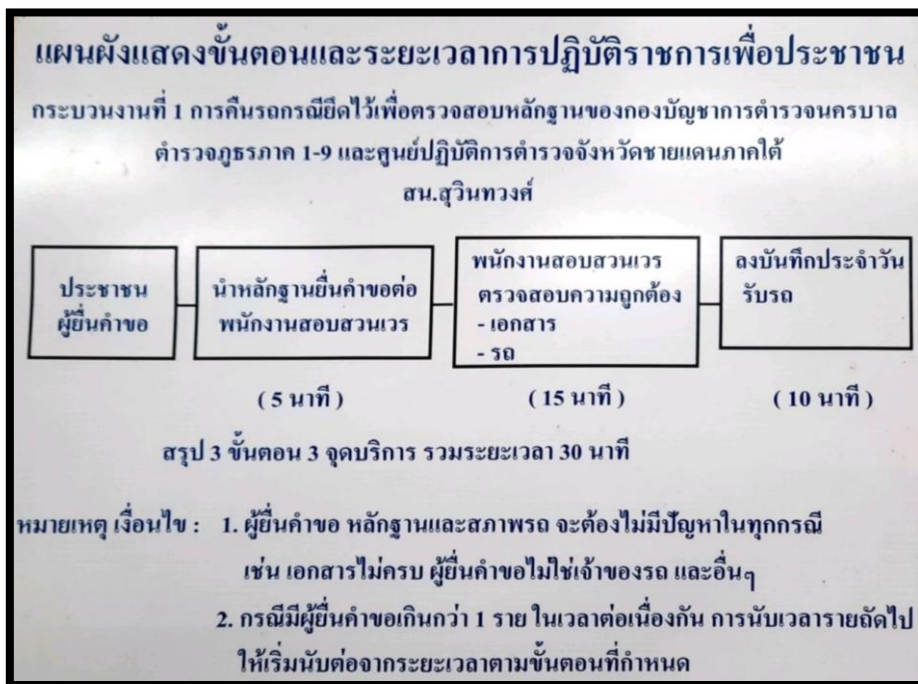 แผนผังแสดงขั้นตอนและระยะเวลาการปฏิบัติราชการเพื่อประชาชน
กระบวนงานที่ 1 การคืนรถกรณียึดไว้เพื่อตรวจสอบหลักฐานของกองบัญชาการตำรวจนครบาล
ตำรวจภูธรภาค 1-9 และศูนย์ปฏิบัติการตำรวจจังหวัดชายแดนภาคใต้
สน.สุวินทวงศ์
ประชาชน
ผู้ยื่นคำขอ
นำหลักฐานยื่นคำขอต่อ
พนักงานสอบสวนเวร
( 5 นาที )
พนักงานสอบสวนเวร
ตรวจสอบความถูกต้อง
- เอกสาร
- รถ
( 15 นาที )
ลงบันทึกประจำวัน
รับรถ
( 10 นาที )
สรุป 3 ขั้นตอน 3 จุดบริการ รวมระยะเวลา 30 นาที
หมายเหตุ เงื่อนไข : 1. ผู้ยื่นคำขอ หลักฐานและสภาพรถ จะต้องไม่มีปัญหาในทุกกรณี
เช่น เอกสารไม่ครบ ผู้ยื่นคำขอไม่ใช่เจ้าของรถ และอื่นๆ
2. กรณีมีผู้ยื่นคำขอเกินกว่า 1 ราย ในเวลาต่อเนื่องกัน การนับเวลารายถัดไป
ให้เริ่มนับต่อจากระยะเวลาตามขั้นตอนที่กำหนด